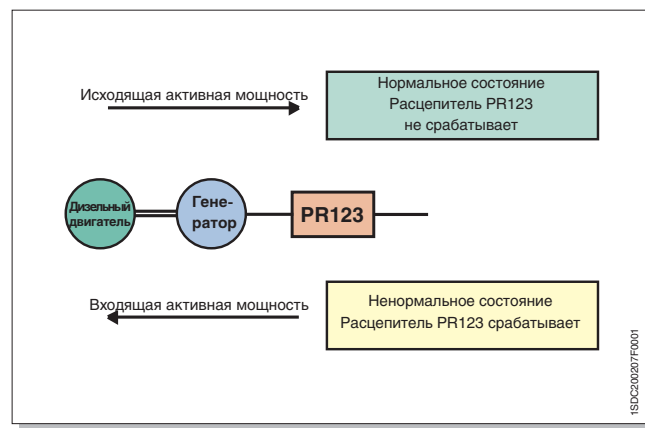 Исходящая активная мощность
Нормальное состояние
Расцепитель PR123
не срабатывает
Дизельный
двигатель
Гене-
ратор
PR123
Входящая активная мощность
Ненормальное состояние
Расцепитель PR123 срабатывает
1SDC200207F0001